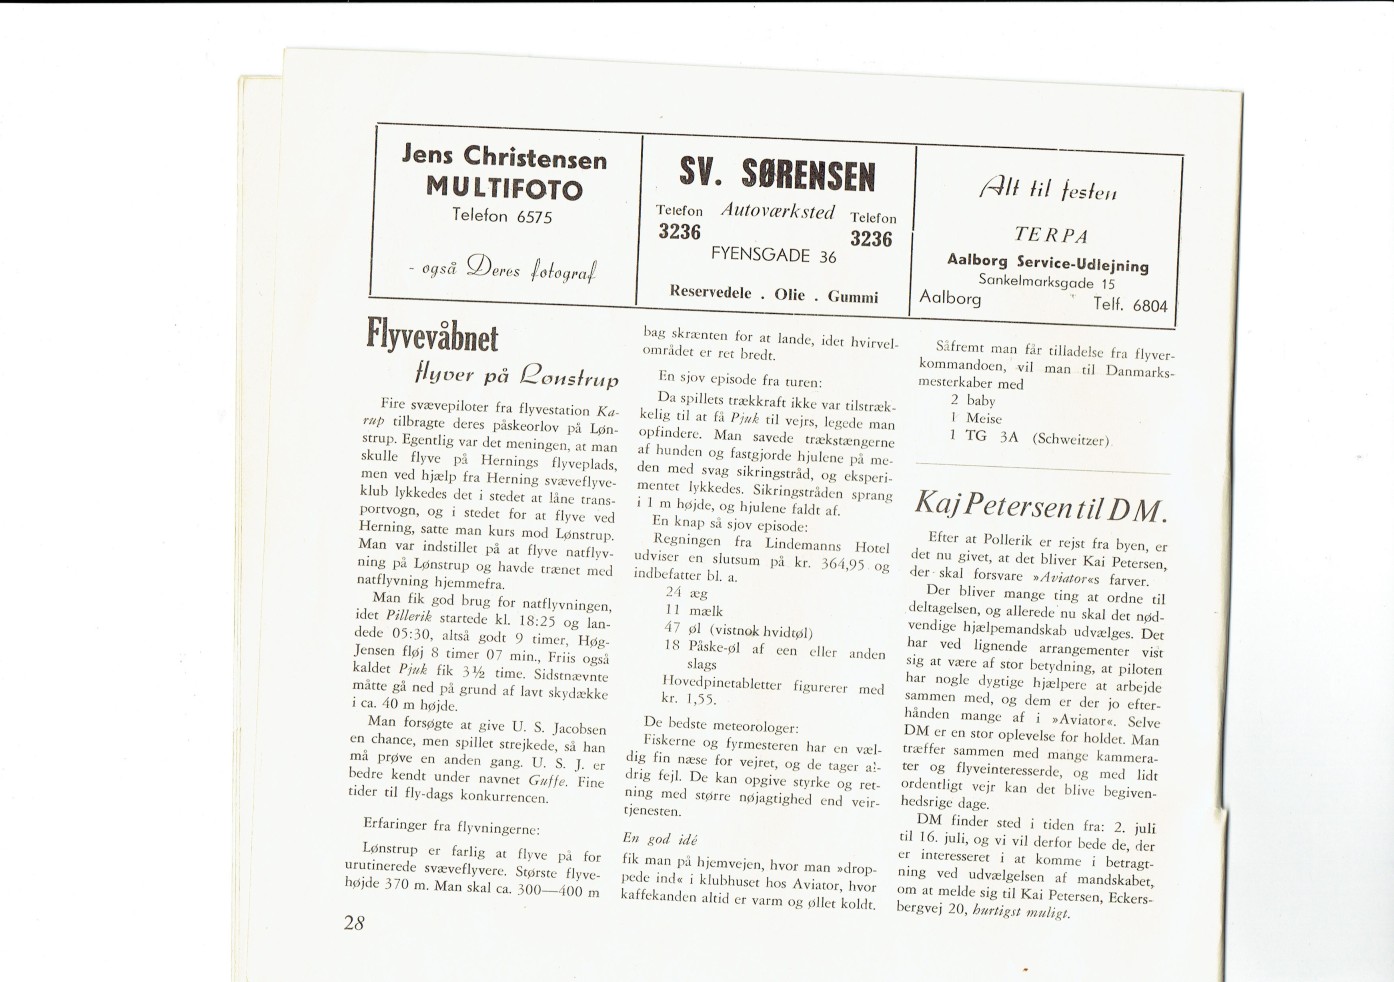 Jens Christensen
MULTIFOTO
Telefon 6575
- også Deres fotograf
SV. SØRENSEN
Telefon Autoværksted Telefon
3236 3236
FYENSGADE 36
Reservedele . Olie . Gummi
Alt til festen
TERPA
Aalborg Service-Udlejning
Sankelmarksgade 15
Aalborg Telf. 6804
Flyvevåbnet
flyver på Lønstrup
Fire svævepiloter fra flyvestation Ka-
rup tilbragte deres påskeorlov på Løn-
strup. Egentlig var det meningen, at man
skulle flyve på Hernings flyveplads,
men ved hjælp fra Herning svæveflyve-
klub lykkedes det i stedet at låne trans-
portvogn, og i stedet for at flyve ved
Herning, satte man kurs mod Lønstrup.
Man var indstillet på at flyve natflyv-
ning på Lønstrup og havde trænet med
natflyvning hjemmefra.
Man fik god brug for natflyvningen,
idet Pillerik startede kl. 18:25 og lan-
dede 05:30, altså godt 9 timer, Høg-
Jensen fløj 8 timer 07 min., Friis også
kaldet Pjuk fik 3½ time. Sidstnævnte
måtte gå ned på grund af lavt skydække
i ca. 40 m højde.
Man forsøgte at give U. S. Jacobsen
en chance, men spillet strejkede, så han
må prøve en anden gang. U. S. J. er
bedre kendt under navnet Guffe. Fine
tider til fly-dags konkurrencen.
Erfaringer fra flyvningerne:
Lønstrup er farlig at flyve på for
urutinerede svæveflyvere. Største flyve-
højde 370 m. Man skal ca. 300—400 m
28
bag skrænten for at lande, idet hvirvel-
området er ret bredt.
En sjov episode fra turen:
Da spillets trækkraft ikke var tilstræk-
kelig til at få Pjuk til vejrs, legede man
opfindere. Man savede trækstængerne
af hunden og fastgjorde hjulene på me-
den med svag sikringstråd, og eksperi-
mentet lykkedes. Sikringstråden sprang
i 1 m højde, og hjulene faldt af.
En knap så sjov episode:
Regningen fra Lindemanns Hotel
udviser en slutsum på kr. 364,95 og
indbefatter bl. a.
24 æg
11 mælk
47 øl (vistnok hvidtøl)
18 Påske-øl af een eller anden
slags
Hovedpinetabletter figurerer med
kr. 1,55.
De bedste meteorologer:
Fiskerne og fyrmesteren har en væl-
dig fin næse for vejret, og de tager al-
drig fejl. De kan opgive styrke og ret-
ning med større nøjagtighed end veir-
tjenesten.
En god idé
fik man på hjemvejen, hvor man »drop-
pede ind« i klubhuset hos Aviator, hvor
kaffekanden altid er varm og øllet koldt.
Såfremt man får tilladelse fra flyver-
kommandoen, vil man til Danmarks-
mesterkaber med
2 baby
1 Meise
1 TG 3A (Schweitzer)
Kaj Petersen til DM.
Efter at Pollerik er rejst fra byen, er
det nu givet, at det bliver Kai Petersen,
der skal forsvare »Aviator«s farver.
Der bliver mange ting at ordne til
deltagelsen, og allerede nu skal det nød-
vendige hjælpemandskab udvælges. Det
har ved lignende arrangementer vist
sig at være af stor betydning, at piloten
har nogle dygtige hjælpere at arbejde
sammen med, og dem er der jo efter-
hånden mange af i »Aviator«. Selve
DM er en stor oplevelse for holdet. Man
træffer sammen med mange kammera-
ter og flyveinteresserde, og med lidt
ordentligt vejr kan det blive begiven-
hedsrige dage.
DM finder sted i tiden fra: 2. juli
til 16. juli, og vi vil derfor bede de, der
er interesseret i at komme i betragt-
ning ved udvælgelsen af mandskabet,
om at melde sig til Kai Petersen, Eckers-
bergvej 20, hurtigst muligt.